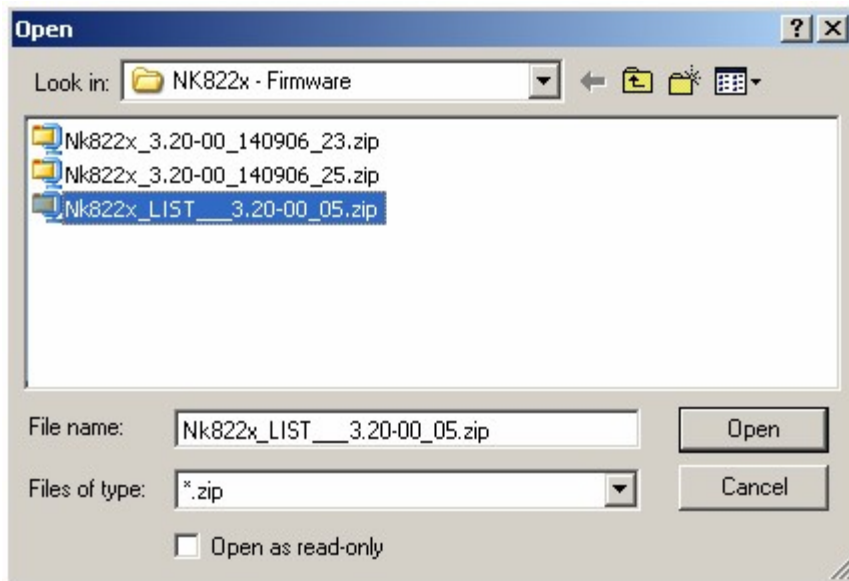 Open
Look in: NK822x - Firmware
Nk822x_3.20-00_140906_23.zip
Nk822x_3.20-00_140906_25.zip
Nk822x_LIST___3.20-00_05.zip
File name: Nk822x_LIST___3.20-00_05.zip Open
Files of type: *.zip Cancel
Open as read-only